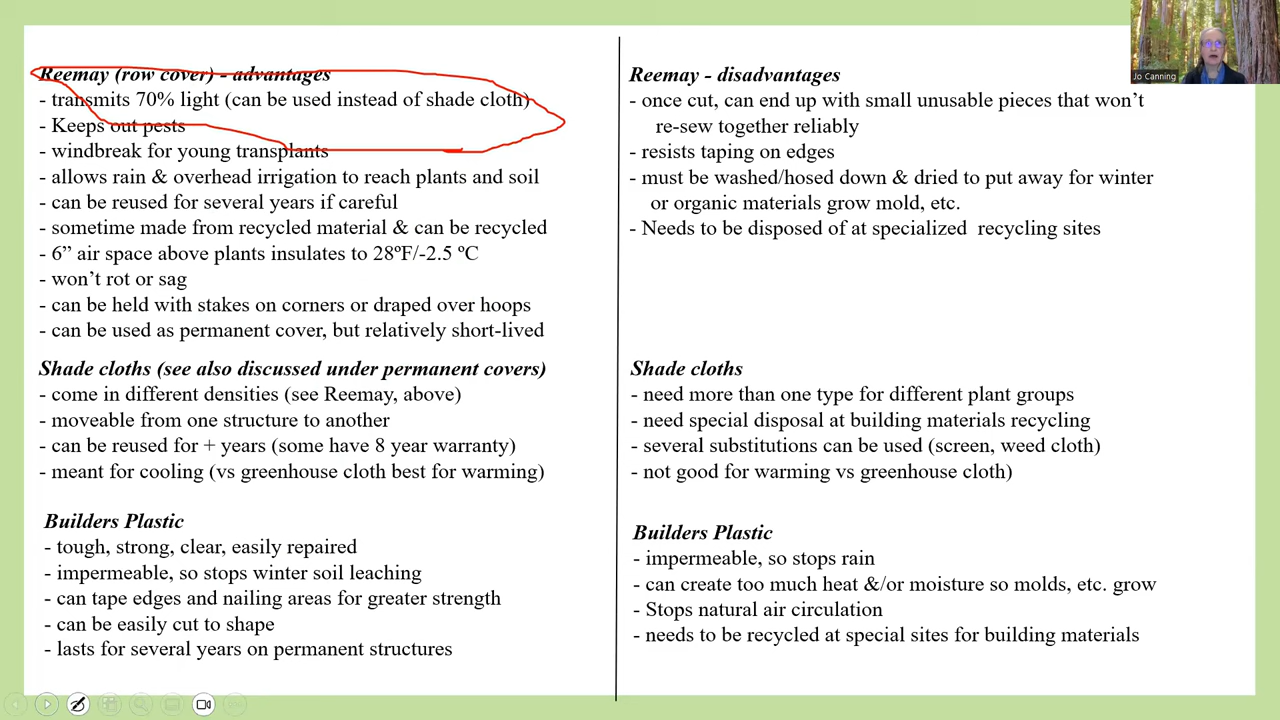 Reemay (row cover) - advantages
- transmits 70% light (can be used instead of shade cloth)
- Keeps out pests
- windbreak for young transplants
- allows rain & overhead irrigation to reach plants and soil
- can be reused for several years if careful
- sometime made from recycled material & can be recycled
- 6” air space above plants insulates to 28ºF/-2.5 ºC
- won’t rot or sag
- can be held with stakes on corners or draped over hoops
- can be used as permanent cover, but relatively short-lived
Shade cloths (see also discussed under permanent covers)
- come in different densities (see Reemay, above)
- moveable from one structure to another
- can be reused for + years (some have 8 year warranty)
- meant for cooling (vs greenhouse cloth best for warming)
Builders Plastic
- tough, strong, clear, easily repaired
- impermeable, so stops winter soil leaching
- can tape edges and nailing areas for greater strength
- can be easily cut to shape
- lasts for several years on permanent structures
Reemay - disadvantages
- once cut, can end up with small unusable pieces that won’t
re-sew together reliably
- resists taping on edges
- must be washed/hosed down & dried to put away for winter
or organic materials grow mold, etc.
- Needs to be disposed of at specialized recycling sites
Shade cloths
- need more than one type for different plant groups
- need special disposal at building materials recycling
- several substitutions can be used (screen, weed cloth)
- not good for warming vs greenhouse cloth)
Builders Plastic
- impermeable, so stops rain
- can create too much heat &/or moisture so molds, etc. grow
- Stops natural air circulation
- needs to be recycled at special sites for building materials
Jo Canning